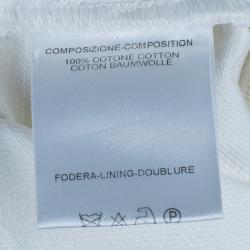 COMPOSIZIONE-COMPOSITION
100% COTONE COTTON
COTON BAUMWOLLE
FODERA-LINING-DOUBLURE
P